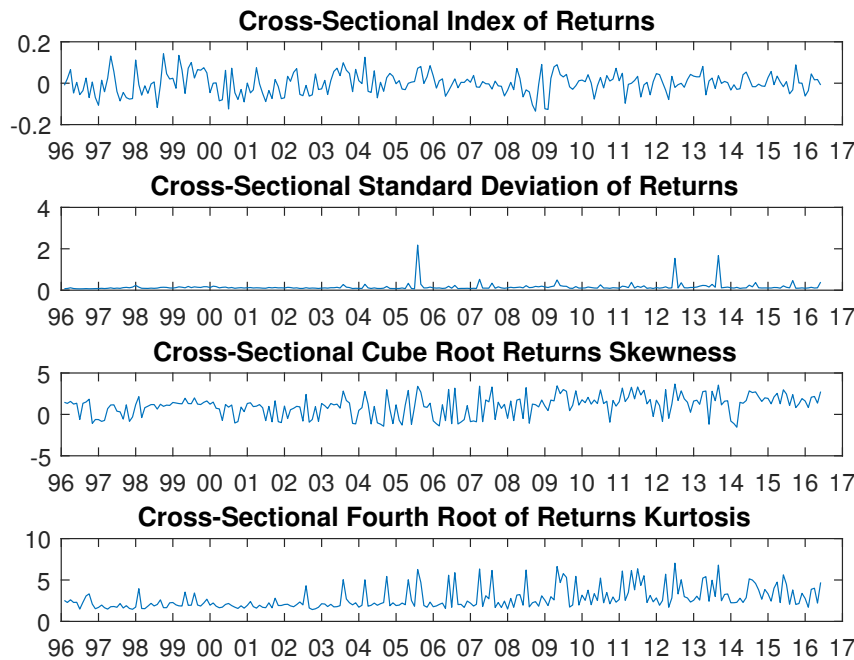 Cross-Sectional Index of Returns
0.2
0
-0.2
96 97 98 99 00 01 02 03 04 05 06 07 08 09 10 11 12 13 14 15 16 17
Cross-Sectional Standard Deviation of Returns
4
2
0
96 97 98 99 00 01 02 03 04 05 06 07 08 09 10 11 12 13 14 15 16 17
Cross-Sectional Cube Root Returns Skewness
5
0
-5
96 97 98 99 00 01 02 03 04 05 06 07 08 09 10 11 12 13 14 15 16 17
Cross-Sectional Fourth Root of Returns Kurtosis
10
5
0
96 97 98 99 00 01 02 03 04 05 06 07 08 09 10 11 12 13 14 15 16 17